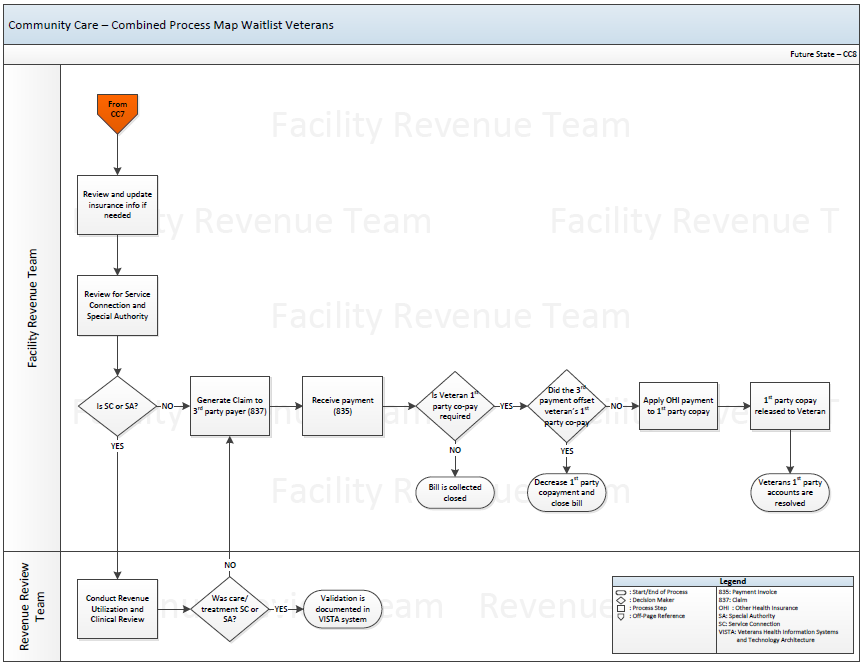 Community Care – Combined Process Map Waitlist Veterans
Future State – CC8
Facility Revenue Team
From
CC7
Facility Revenue Team
Review and update
insurance info if
needed
Facility Revenue Team
Facility Revenue T
Review for Service
Connection and
Special Authority
Facility Revenue Team
Facility Revenue Team
Is SC or SA?
NO
YES
Generate Claim to
3rd party payer (837)
Receive payment
(835)
Is Veteran 1st
party co-pay
required
YES
NO
Did the 3rd
payment offset
veteran's 1st
party co-pay
NO
YES
Apply OHI payment
to 1st party copay
1st party copay
released to Veteran
Bill is collected
closed
Decrease 1st party
copayment and
close bill
Veterans 1st party
accounts are
resolved
Facility Revenue Team
Revenue Review
Team
Conduct Revenue
Utilization and
Clinical Review
NO
Was care/
treatment SC or
SA?
YES
Validation is
documented in
VISTA system
Legend
: Start/End of Process
: Decision Maker
: Process Step
: Off-Page Reference
835: Payment Invoice
837: Claim
OHI : Other Health Insurance
SA: Special Authority
SC: Service Connection
VISTA: Veterans Health Information Systems
and Technology Architecture